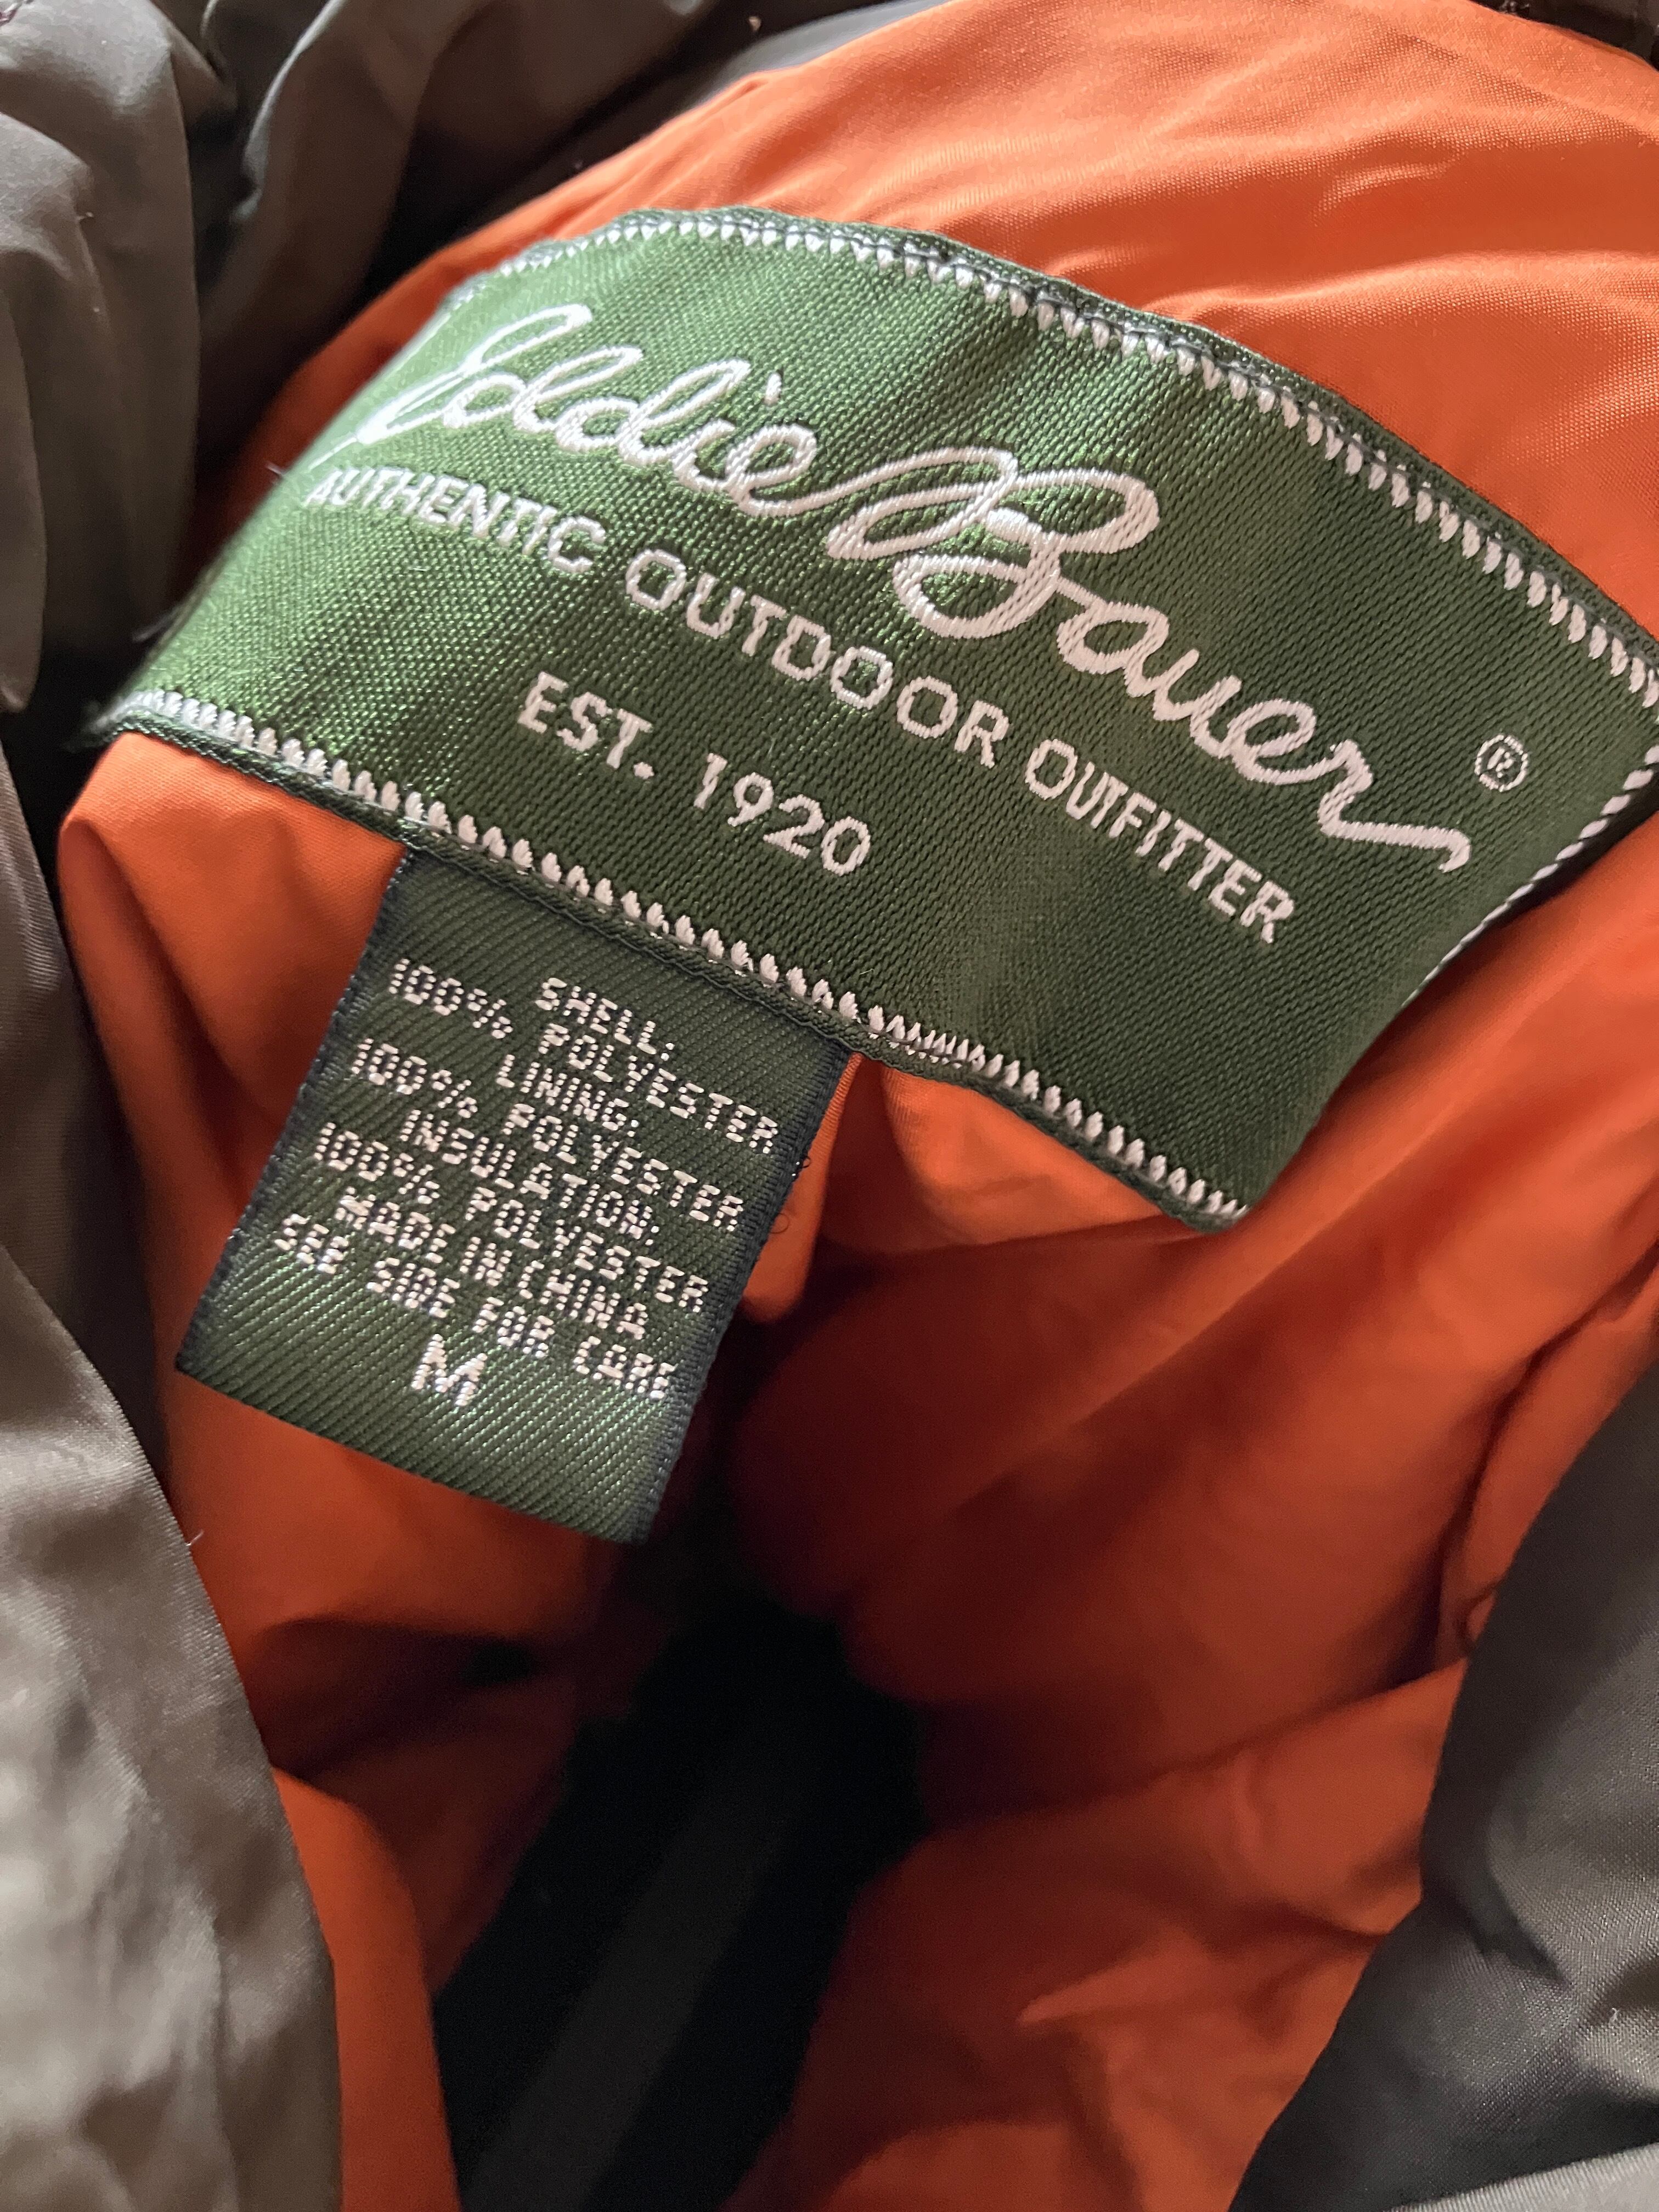 Eddie Bauer ®
AUTHENTIC OUTDOOR OUTFITTER
EST. 1920
SHELL:
100% POLYESTER
LINING:
100% POLYESTER
INSULATION:
100% POLYESTER
MADE IN CHINA
SEE SIDE FOR CARE
M